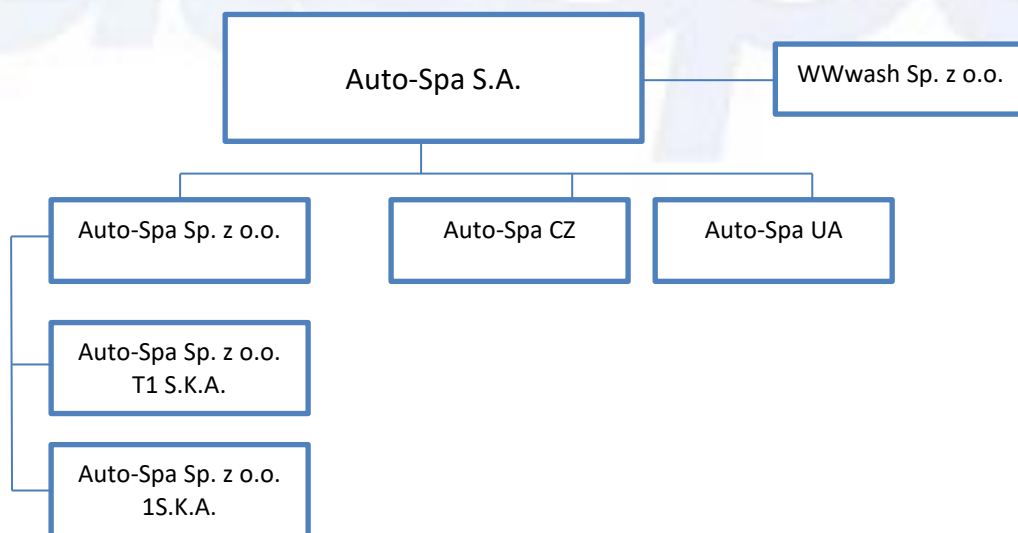 Auto-Spa S.A.
WWwash Sp. z o.o.
Auto-Spa Sp. z o.o.
Auto-Spa CZ
Auto-Spa UA
Auto-Spa Sp. z o.o.
T1 S.K.A.
Auto-Spa Sp. z o.o.
1S.K.A.